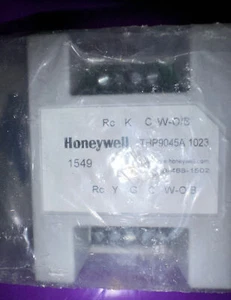 Rc K C W-O/B
Honeywell THP9045A 1023
1549
Rc Y C C W-O/B